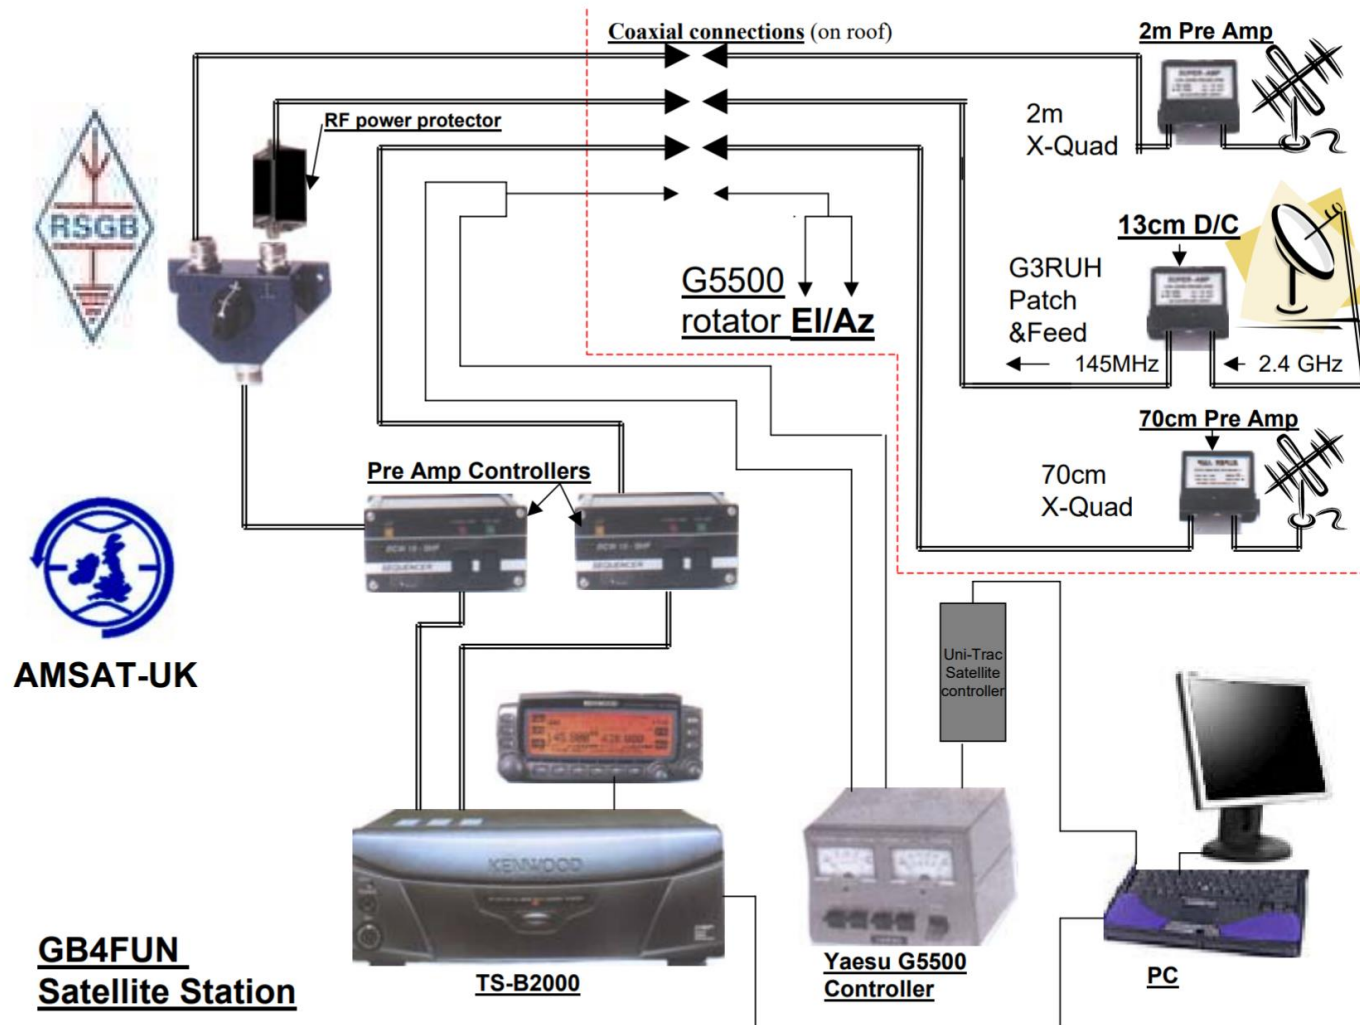 Coaxial connections (on roof)
2m Pre Amp
RF power protector
2m
X-Quad
RSGB
13cm D/C
G3RUH
Patch
&Feed
G5500
rotator El/Az
145MHz
2.4 GHz
70cm Pre Amp
Pre Amp Controllers
70cm
X-Quad
SEQUENCER
SEQUENCER
Uni-Trac
Satellite
controller
AMSAT-UK
KENWOOD
GB4FUN
Satellite Station
TS-B2000
Yaesu G5500
Controller
PC